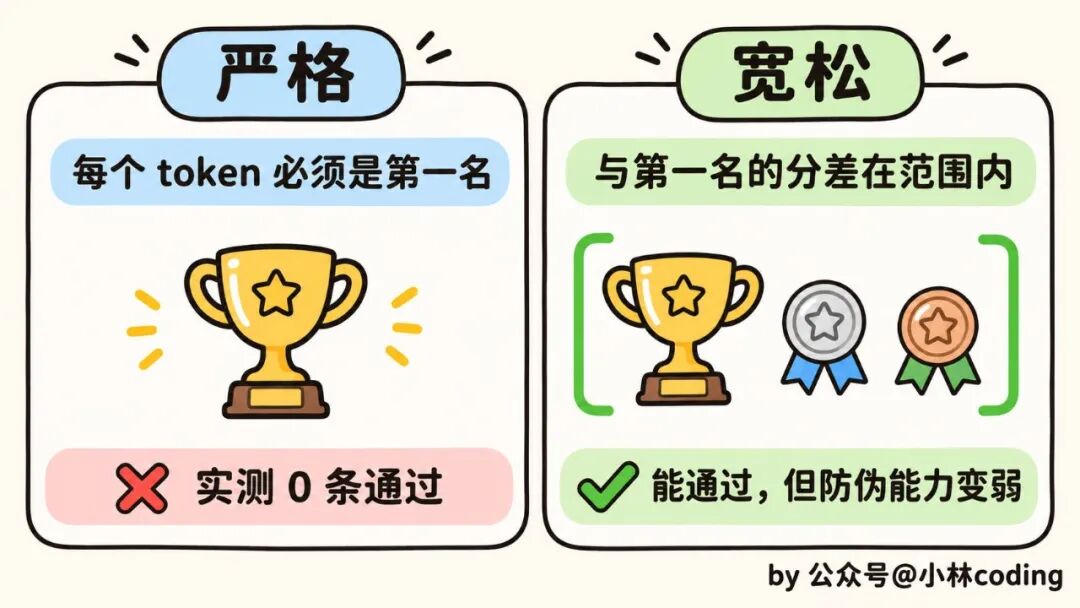 严格
每个 token 必须是第一名
实测 0 条通过
宽松
与第一名的分差在范围内
能通过，但防伪能力变弱
by 公众号@小林coding